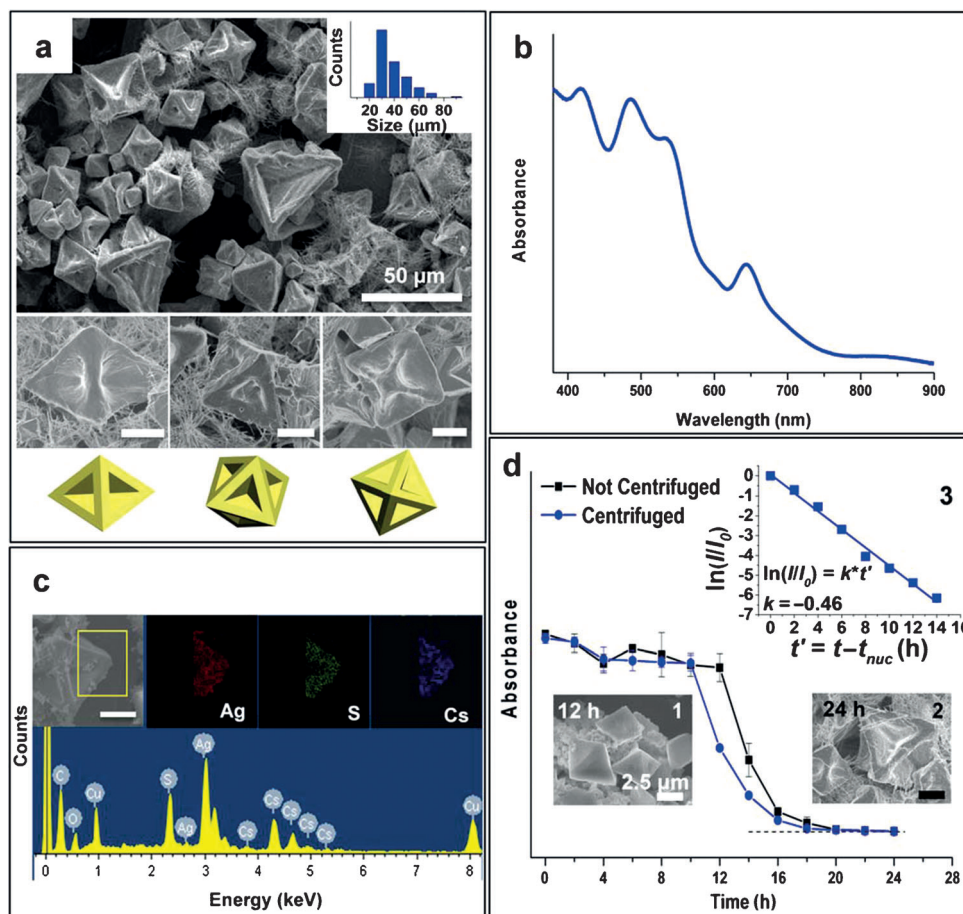 a
Counts
20 40 60 80
Size (μm)
50 μm
b
Absorbance
400 500 600 700 800 900
Wavelength (nm)
c
Ag
S
Cs
Counts
C
O
Cu
S
Ag
Ag
Cs
Cs
Cs
Cs
Cs
Cu
0 1 2 3 4 5 6 7 8
Energy (keV)
d
Not Centrifuged
Centrifuged
Absorbance
3
0
-1
-2
-3
-4
-5
-6
-7
ln(I/I0)
ln(I/I0) = k*t'
k = −0.46
0 2 4 6 8 10 12 14 16
t' = t−tnuc (h)
12 h
1
2.5 μm
24 h
2
0 4 8 12 16 20 24 28
Time (h)